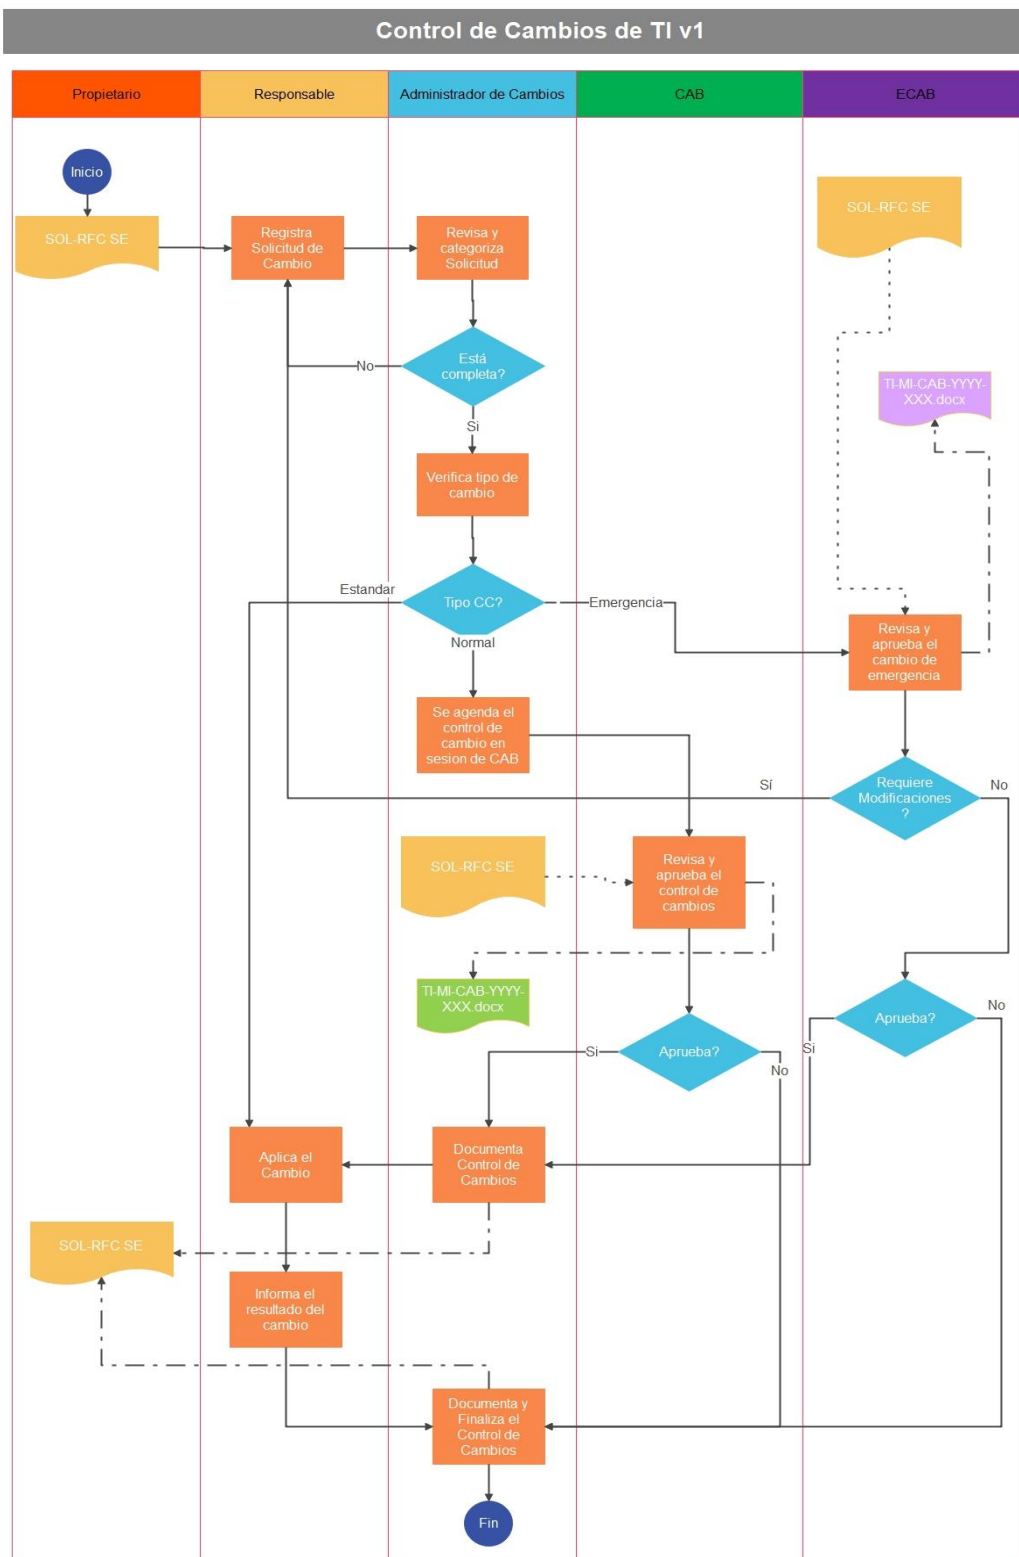 Control de Cambios de TI v1
Propietario
Responsable
Administrador de Cambios
CAB
ECAB
Inicio
SOL-RFC SE
Registra
Solicitud de
Cambio
Revisa y
categoriza
Solicitud
SOL-RFC SE
Está
completa?
No
Si
TI-MI-CAB-YYYY-
XXX.docx
Verifica tipo de
cambio
Estandar
Tipo CC?
Emergencia
Normal
Revisa y
aprueba el
cambio de
emergencia
Se agenda el
control de
cambio en
sesion de CAB
Sí
Requiere
Modificaciones
?
No
SOL-RFC SE
Revisa y
aprueba el
control de
cambios
TI-MI-CAB-YYYY-
XXX.docx
Si
Aprueba?
No
Si
Aprueba?
No
Aplica el
Cambio
Documenta
Control de
Cambios
SOL-RFC SE
Informa el
resultado del
cambio
Documenta y
Finaliza el
Control de
Cambios
Fin